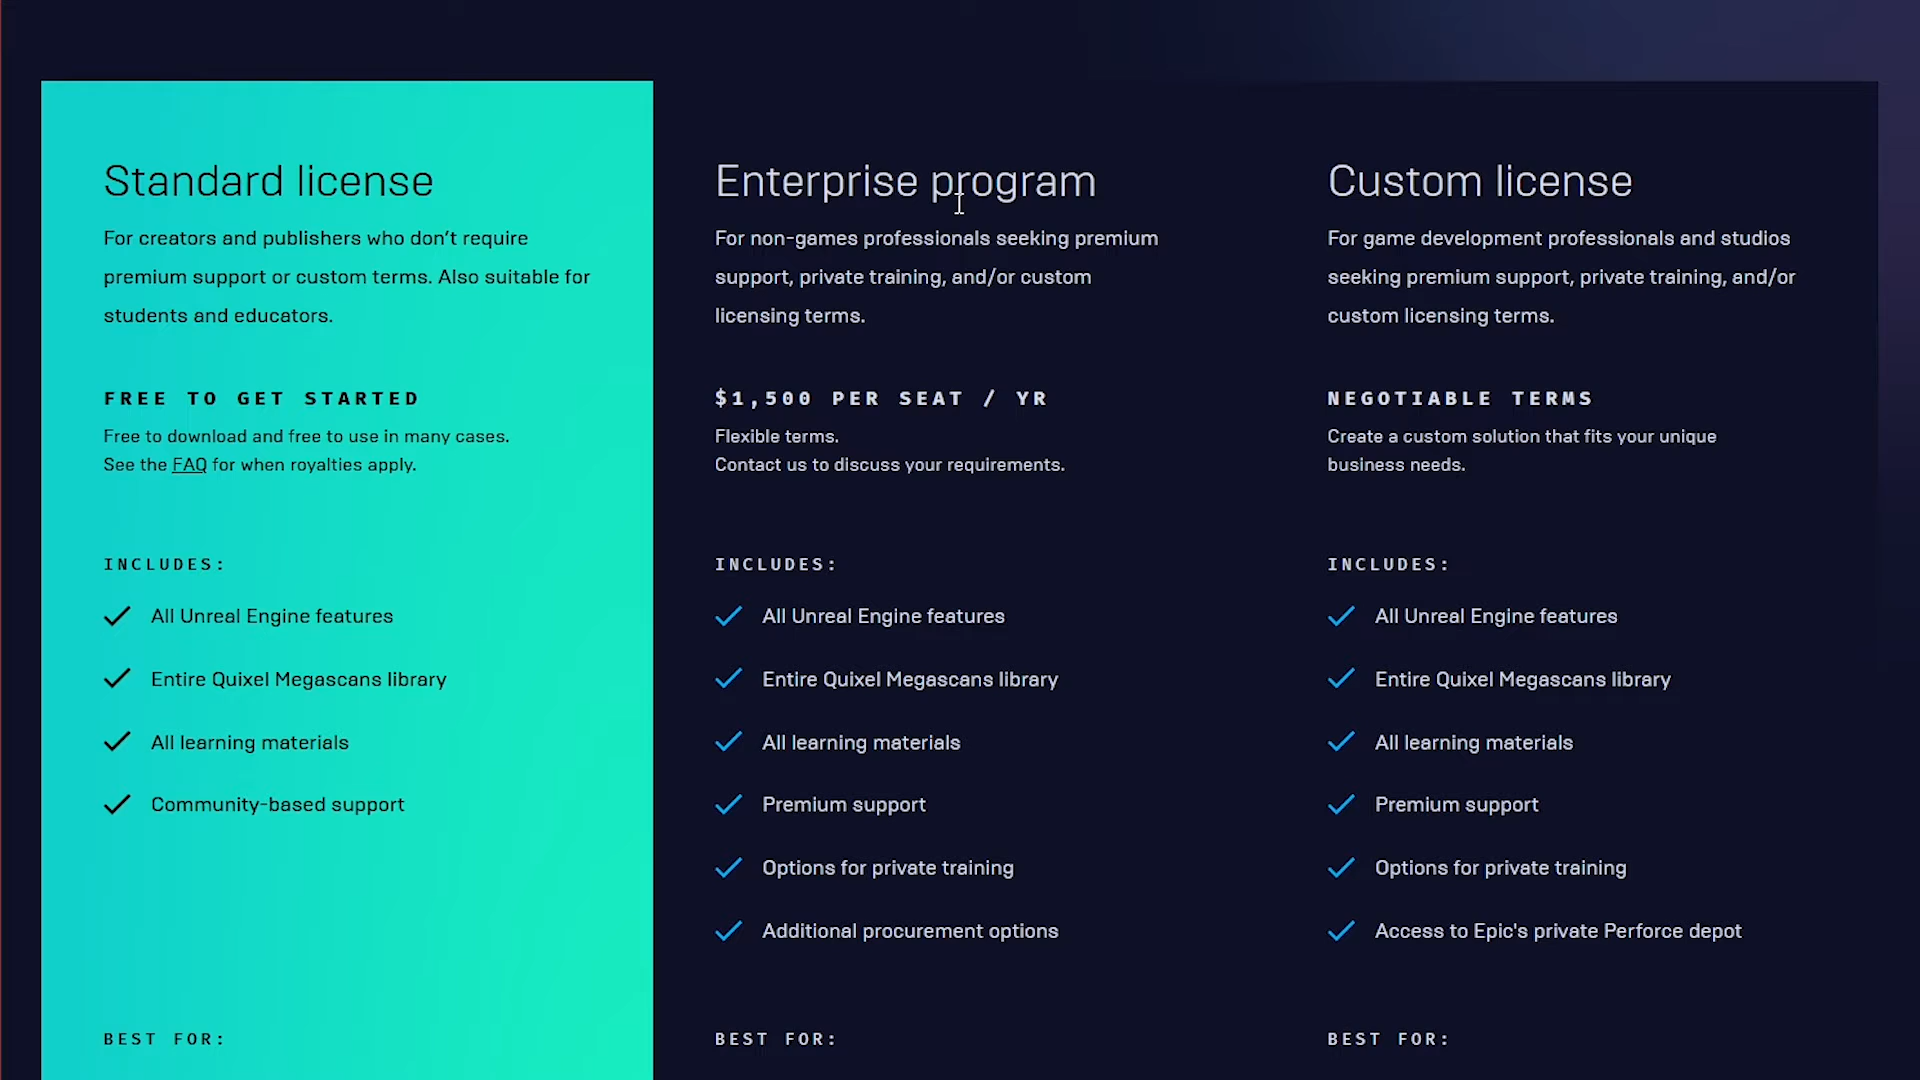 Standard license
For creators and publishers who don’t require
premium support or custom terms. Also suitable for
students and educators.
FREE TO GET STARTED
Free to download and free to use in many cases.
See the FAQ for when royalties apply.
INCLUDES:
All Unreal Engine features
Entire Quixel Megascans library
All learning materials
Community-based support
BEST FOR:
Enterprise program
For non-games professionals seeking premium
support, private training, and/or custom
licensing terms.
$1,500 PER SEAT / YR
Flexible terms.
Contact us to discuss your requirements.
INCLUDES:
All Unreal Engine features
Entire Quixel Megascans library
All learning materials
Premium support
Options for private training
Additional procurement options
BEST FOR:
Custom license
For game development professionals and studios
seeking premium support, private training, and/or
custom licensing terms.
NEGOTIABLE TERMS
Create a custom solution that fits your unique
business needs.
INCLUDES:
All Unreal Engine features
Entire Quixel Megascans library
All learning materials
Premium support
Options for private training
Access to Epic's private Perforce depot
BEST FOR: